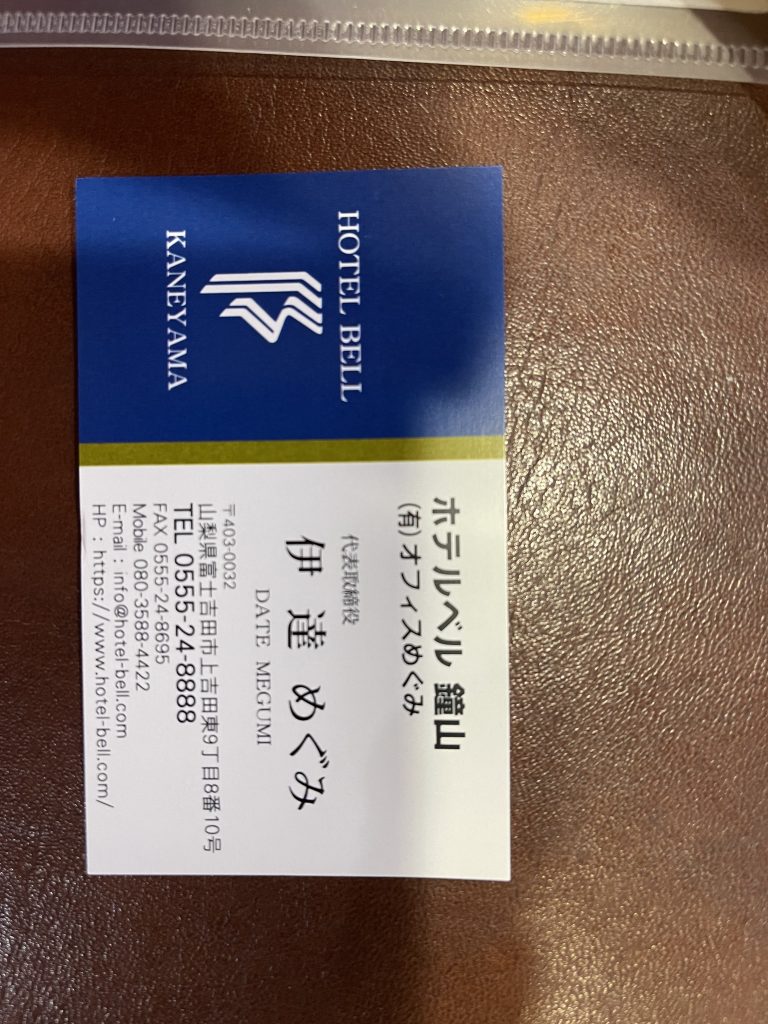 HOTEL BELL
KANEYAMA
ホテルベル 鐘山
(有) オフィスめぐみ
代表取締役
伊達 めぐみ
DATE MEGUMI
〒403-0032
山梨県富士吉田市上吉田東9丁目8番10号
TEL 0555-24-8888
FAX 0555-24-8695
Mobile 080-3588-4422
E-mail : info@hotel-bell.com
HP : https://www.hotel-bell.com/